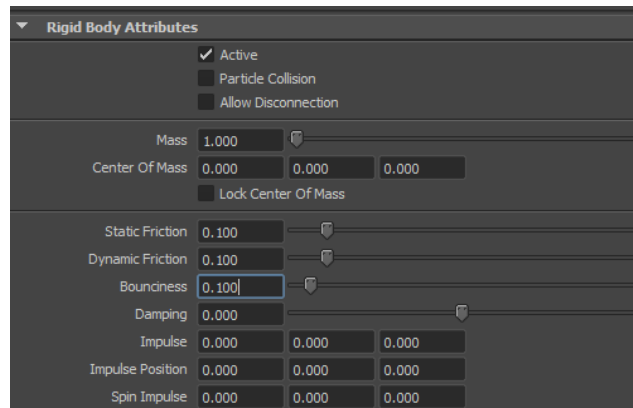 Rigid Body Attributes
Active
Particle Collision
Allow Disconnection
Mass 1.000
Center Of Mass 0.000 0.000 0.000
Lock Center Of Mass
Static Friction 0.100
Dynamic Friction 0.100
Bounciness 0.100
Damping 0.000
Impulse 0.000 0.000 0.000
Impulse Position 0.000 0.000 0.000
Spin Impulse 0.000 0.000 0.000